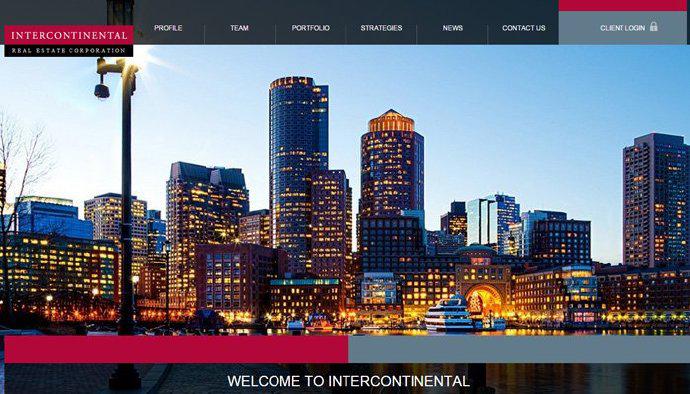 INTERCONTINENTAL
REAL ESTATE CORPORATION
PROFILE
TEAM
PORTFOLIO
STRATEGIES
NEWS
CONTACT US
CLIENT LOGIN
WELCOME TO INTERCONTINENTAL